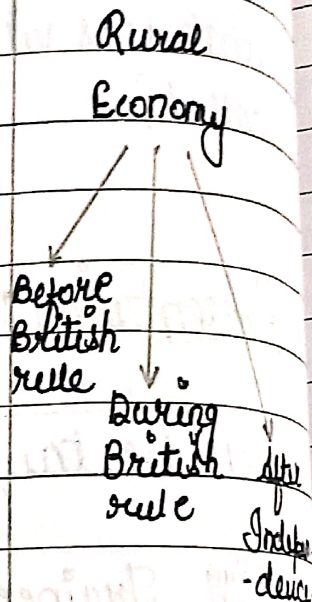 Rural
Economy
Before
British
rule
During
British
rule
After
Indepen
-dence